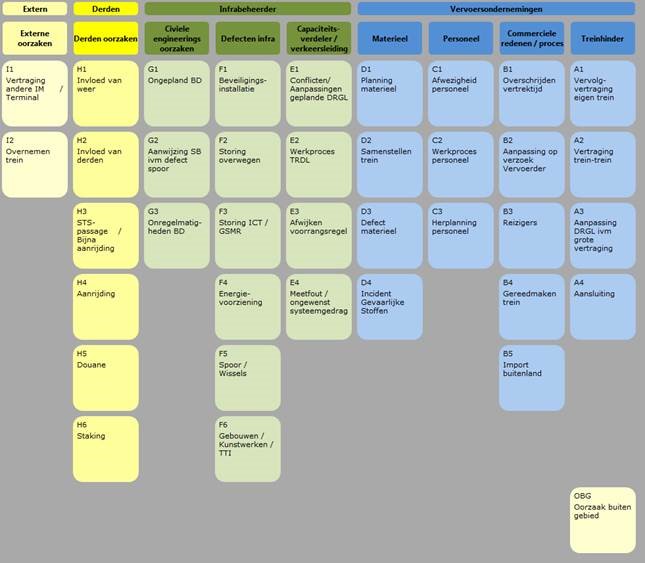 Extern
Derden
Infrabeheerder
Vervoersondernemingen
Externe
oorzaken
Derden oorzaken
Civiele
engineerings
oorzaken
Defecten infra
Capaciteits-
verdeler /
verkeersleiding
Materieel
Personeel
Commerciele
redenen / proces
Treinhinder
I1
Vertraging
andere IM /
Terminal
H1
Invloed van
weer
G1
Ongepland BD
F1
Beveiligings-
installatie
E1
Conflicten/
Aanpassingen
geplande DRGL
D1
Planning
materieel
C1
Afwezigheid
personeel
B1
Overschrijden
vertrektijd
A1
Vervolg-
vertraging
eigen trein
I2
Overnemen
trein
H2
Invloed van
derden
G2
Aanwijzing SB
ivm defect
spoor
F2
Storing
overwegen
E2
Werkproces
TRDL
D2
Samenstellen
trein
C2
Werkproces
personeel
B2
Aanpassing op
verzoek
Vervoerder
A2
Vertraging
trein-trein
H3
STS-
passage /
Bijna
aanrijding
G3
Onregelmatig-
heden BD
F3
Storing ICT /
GSMR
E3
Afwijken
voorrangsregel
D3
Defect
materieel
C3
Herplanning
personeel
B3
Reizigers
A3
Aanpassing
DRGL ivm
grote
vertraging
H4
Aanrijding
F4
Energie-
voorziening
E4
Meetfout /
ongewenst
systeemgedrag
D4
Incident
Gevaarlijke
Stoffen
B4
Gereedmaken
trein
A4
Aansluiting
H5
Douane
F5
Spoor /
Wissels
B5
Import
buitenland
H6
Staking
F6
Gebouwen /
Kunstwerken /
TTI
OBG
Oorzaak buiten
gebied